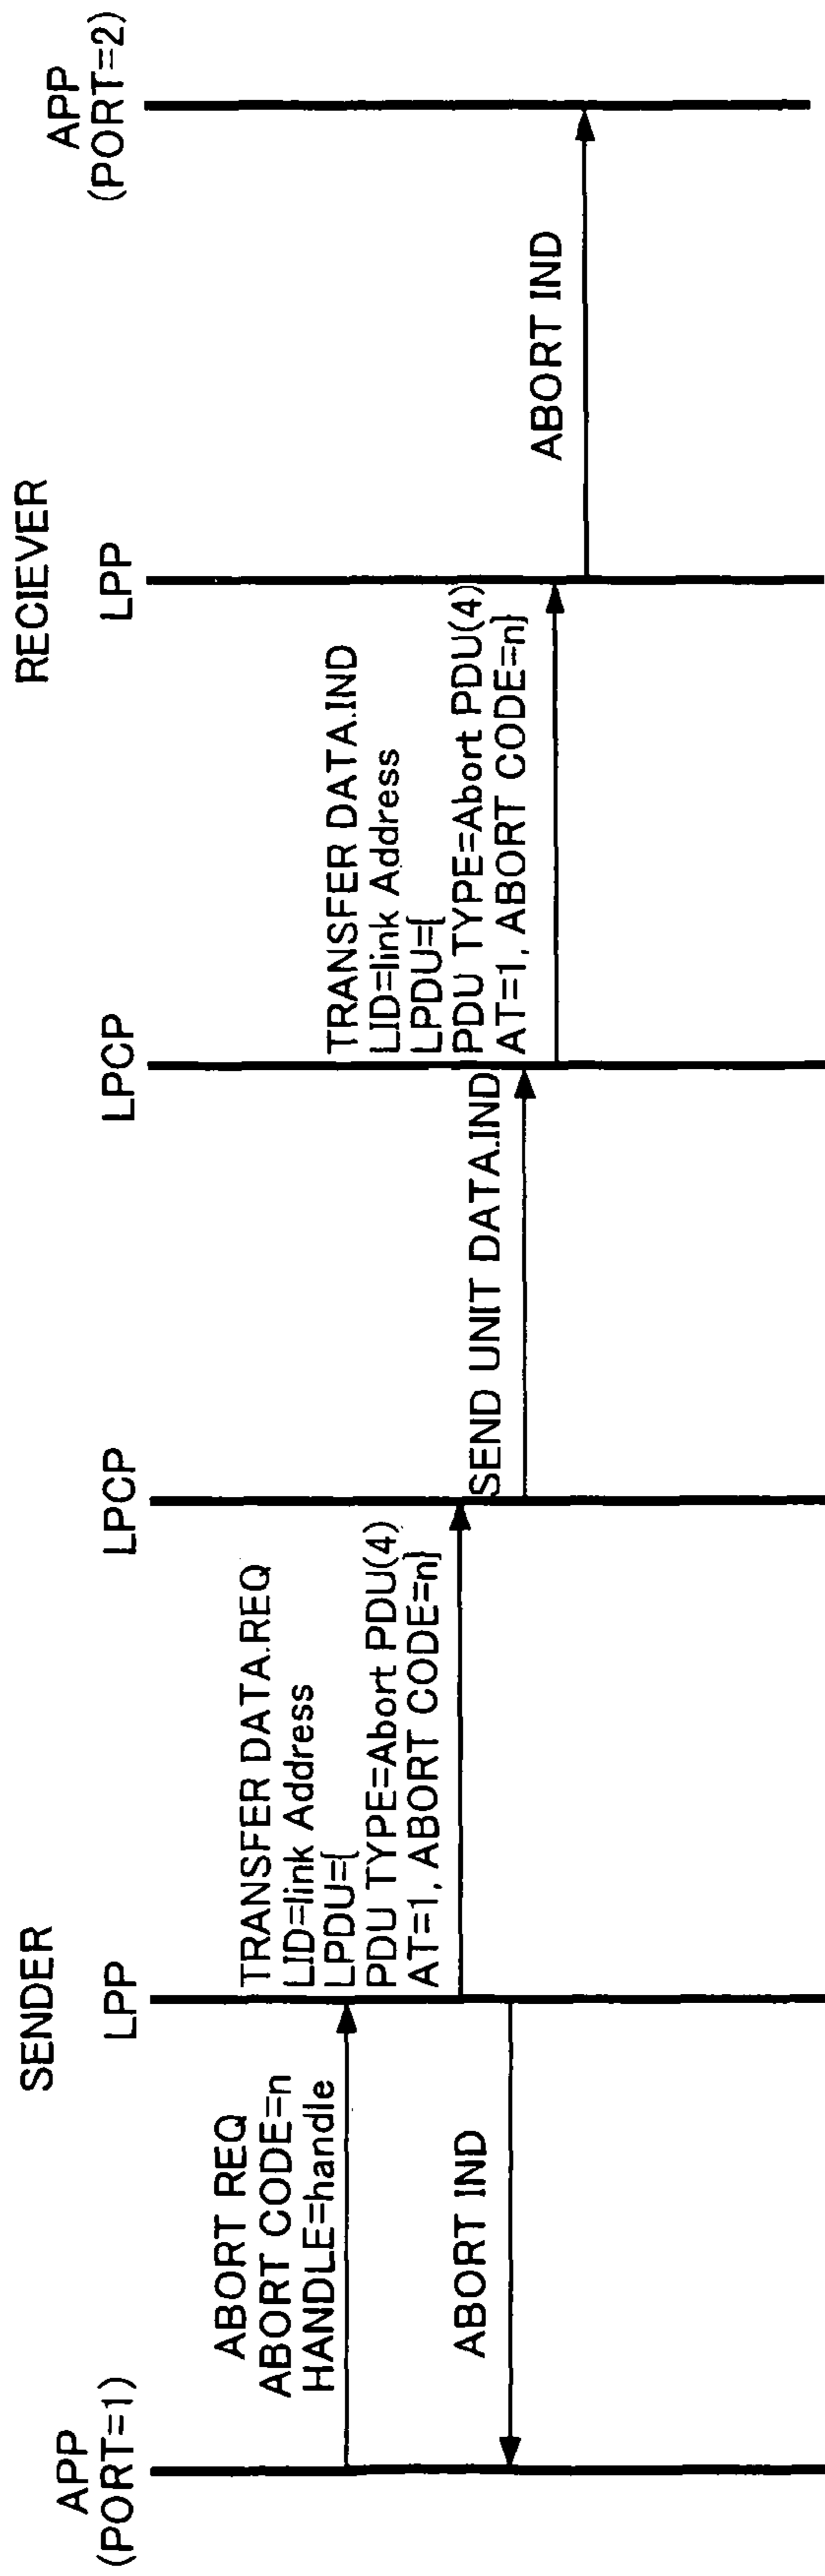 SENDER
RECIEVER
APP
(PORT=1)
LPP
LPCP
LPCP
LPP
APP
(PORT=2)
ABORT REQ
ABORT CODE=n
HANDLE=handle
TRANSFER DATA.REQ
LID=link Address
LPDU={
PDU TYPE=Abort PDU(4)
AT=1, ABORT CODE=n}
ABORT IND
SEND UNIT DATA.IND
TRANSFER DATA.IND
LID=link Address
LPDU={
PDU TYPE=Abort PDU(4)
AT=1, ABORT CODE=n}
ABORT IND